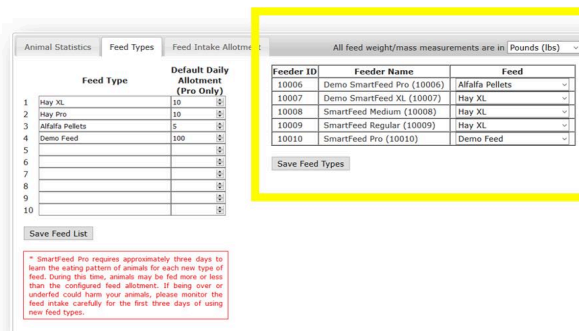 Animal Statistics Feed Types Feed Intake Allotment All feed weight/mass measurements are in Pounds (lbs)
Feed Type Default Daily Allotment (Pro Only)
1 Hay XL 10
2 Hay Pro 10
3 Alfalfa Pellets 5
4 Demo Feed 100
5
6
7
8
9
10
Save Feed List
* SmartFeed Pro requires approximately three days to
learn the eating pattern of animals for each new type of
feed. During this time, animals may be fed more or less
than the configured feed allotment. If being over or
underfed could harm your animals, please monitor the
feed intake carefully for the first three days of using
new feed types.
Feeder ID Feeder Name Feed
10006 Demo SmartFeed Pro (10006) Alfalfa Pellets
10007 Demo SmartFeed XL (10007) Hay XL
10008 SmartFeed Medium (10008) Hay XL
10009 SmartFeed Regular (10009) Hay XL
10010 SmartFeed Pro (10010) Demo Feed
Save Feed Types